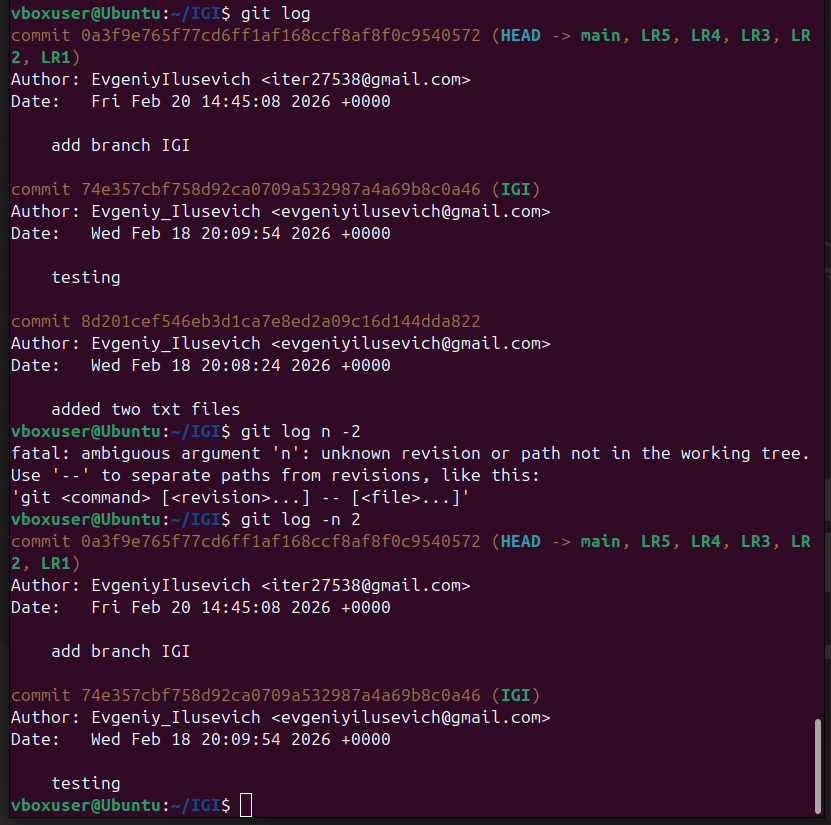 vboxuser@Ubuntu:~/IGI$ git log
commit 0a3f9e765f77cd6ff1af168ccf8af8f0c9540572 (HEAD -> main, LR5, LR4, LR3, LR
2, LR1)
Author: EvgeniyIlusevich <iter27538@gmail.com>
Date:   Fri Feb 20 14:45:08 2026 +0000

    add branch IGI

commit 74e357cbf758d92ca0709a532987a4a69b8c0a46 (IGI)
Author: Evgeniy_Ilusevich <evgeniyilusevich@gmail.com>
Date:   Wed Feb 18 20:09:54 2026 +0000

    testing

commit 8d201cef546eb3d1ca7e8ed2a09c16d144dda822
Author: Evgeniy_Ilusevich <evgeniyilusevich@gmail.com>
Date:   Wed Feb 18 20:08:24 2026 +0000

    added two txt files
vboxuser@Ubuntu:~/IGI$ git log n -2
fatal: ambiguous argument 'n': unknown revision or path not in the working tree.
Use '--' to separate paths from revisions, like this:
'git <command> [<revision>...] -- [<file>...]'
vboxuser@Ubuntu:~/IGI$ git log -n 2
commit 0a3f9e765f77cd6ff1af168ccf8af8f0c9540572 (HEAD -> main, LR5, LR4, LR3, LR
2, LR1)
Author: EvgeniyIlusevich <iter27538@gmail.com>
Date:   Fri Feb 20 14:45:08 2026 +0000

    add branch IGI

commit 74e357cbf758d92ca0709a532987a4a69b8c0a46 (IGI)
Author: Evgeniy_Ilusevich <evgeniyilusevich@gmail.com>
Date:   Wed Feb 18 20:09:54 2026 +0000

    testing
vboxuser@Ubuntu:~/IGI$